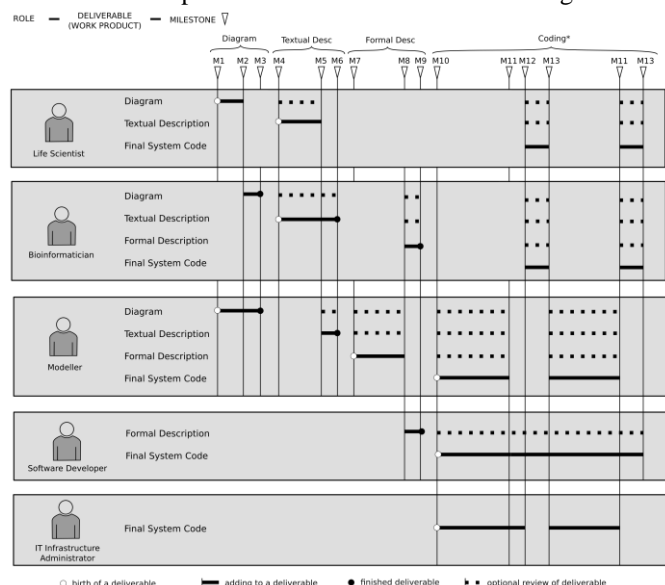 ROLE — DELIVERABLE (WORK PRODUCT) — MILESTONE
Diagram Textual Desc Formal Desc Coding*
M1 M2 M3 M4 M5 M6 M7 M8 M9 M10 M11 M12 M13 M11 M13
Diagram
Textual Description
Final System Code
Life Scientist
Diagram
Textual Description
Formal Description
Final System Code
Bioinformatician
Diagram
Textual Description
Formal Description
Final System Code
Modeller
Formal Description
Final System Code
Software Developer
Final System Code
IT Infrastructure
Administrator
birth of a deliverable adding to a deliverable finished deliverable optional review of deliverable